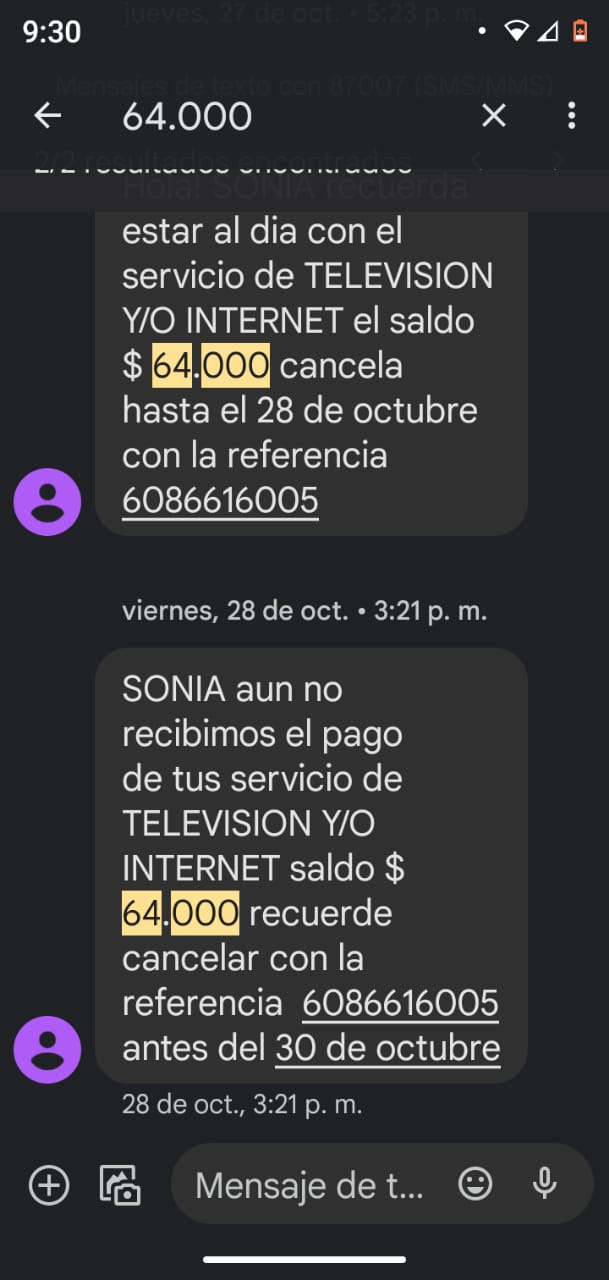 jueves, 27 de oct. • 5:23 p. m.
9:30
Mensajes de texto con 87007 (SMS/MMS)
64.000
2/2 resultados encontrados
Hola! SONIA recuerda
estar al dia con el
servicio de TELEVISION
Y/O INTERNET el saldo
$ 64.000 cancela
hasta el 28 de octubre
con la referencia
6086616005
viernes, 28 de oct. • 3:21 p. m.
SONIA aun no
recibimos el pago
de tus servicio de
TELEVISION Y/O
INTERNET saldo $
64.000 recuerde
cancelar con la
referencia 6086616005
antes del 30 de octubre
28 de oct., 3:21 p. m.
Mensaje de t...